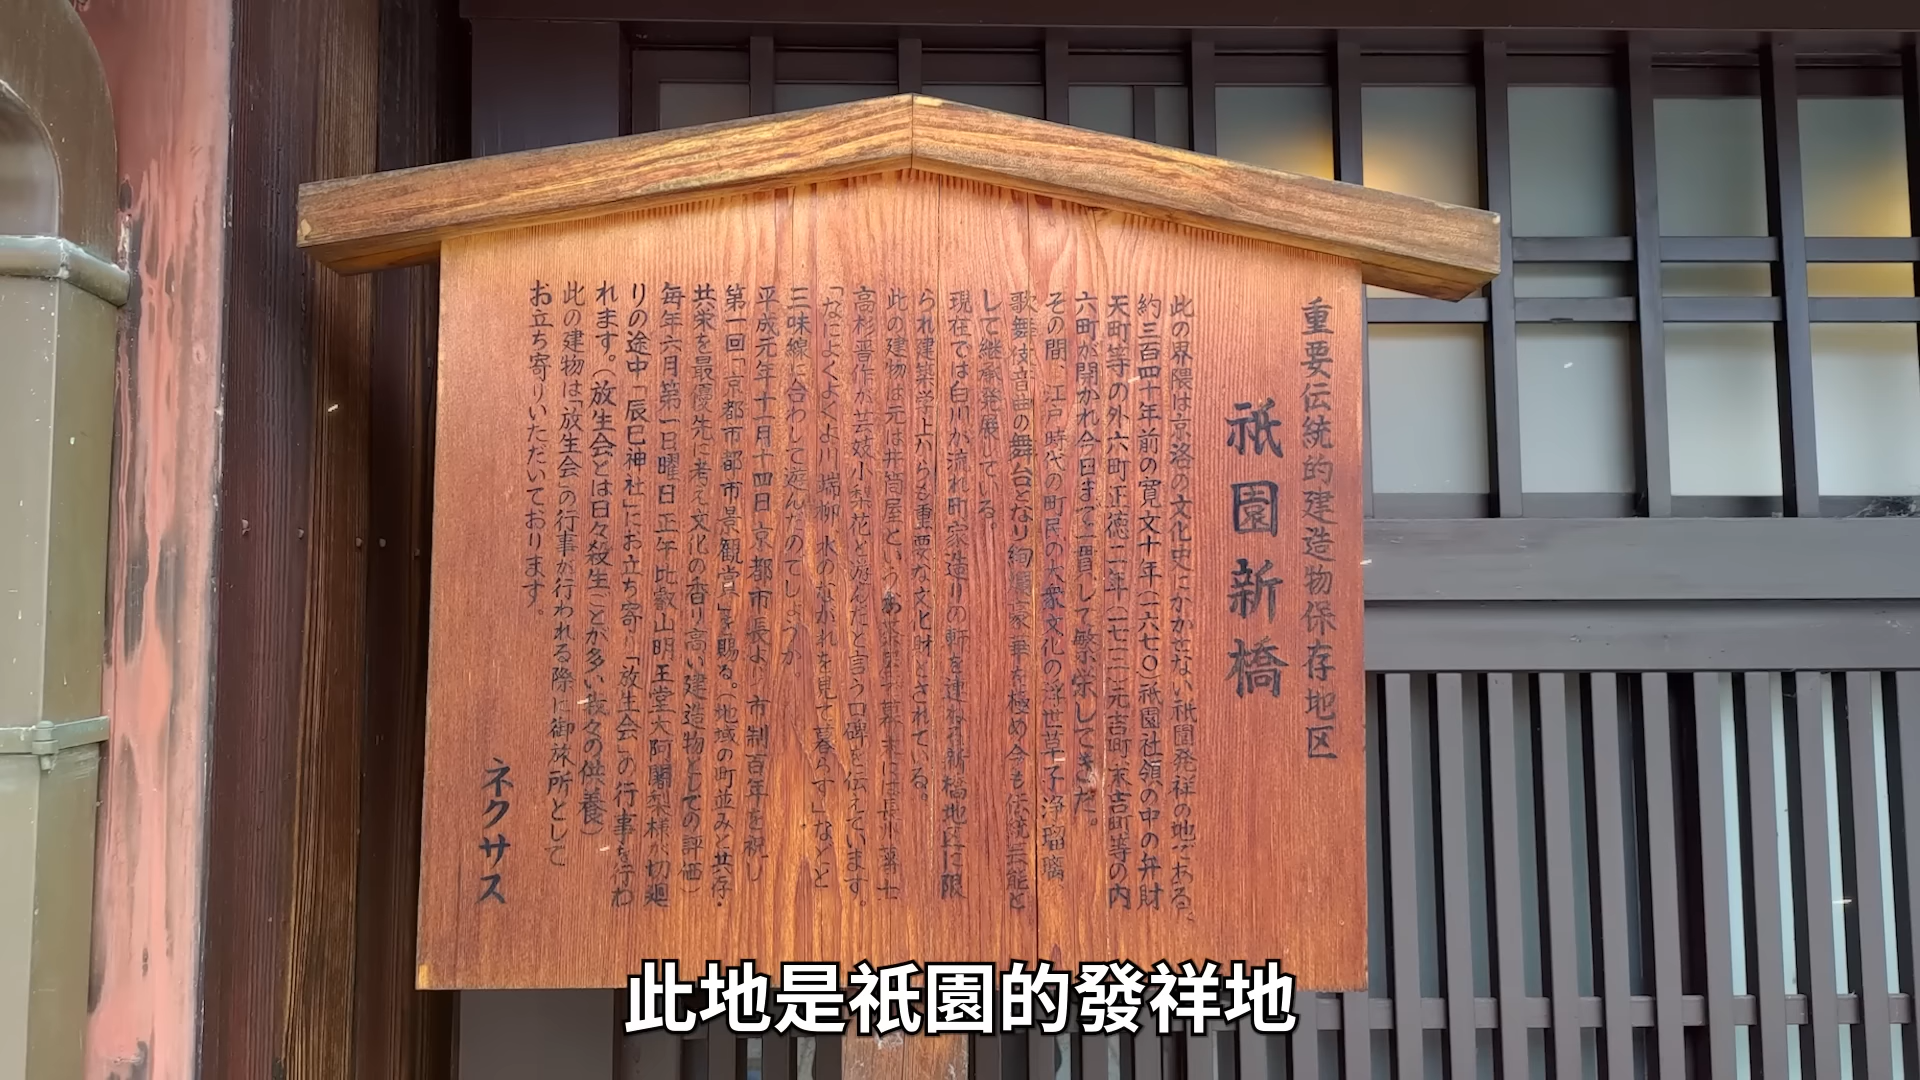 重要伝統的建造物保存地区
祇園新橋
此の界隈は京洛の文化史にかかせない祇園発祥の地である、
約三百四十年前の寛文十年(一六七〇)祇園社領の中の弁財
天町等の外六町正徳二年(一七一二)元吉町末吉町等の内
六町が開かれ今日まで一貫して繁栄してきた。
その間、江戸時代の町民の大衆文化の浮世草子浄瑠璃、
歌舞伎音曲の舞台となり絢爛豪華を極め今も伝統芸能と
して継承発展している。
現在では白川が流れ町家造りの軒を連ねる新橋地区に限
られ建築学上からも重要な文化財とされている。
此の建物は元は井筒屋というお茶屋で幕末には長州藩士
高杉晋作が芸妓小梨花と遊んだと言う口碑を伝えています。
「なにをくよくよ川端柳 水のながれを見て暮らす」などと
三味線に合わして遊んだのでしょうか。
平成元年十月十四日京都市長より市制百年を祝し
第一回「京都市都市景観賞」を賜る。(地域の町並みと共存・
共栄を最優先に考え文化の香り高い建造物としての評価)
毎年六月第一日曜日正午比叡山明王堂大阿闍梨様が切廻
りの途中「辰巳神社」にお立ち寄り「放生会」の行事を行わ
れます。(放生会とは日々殺生ごとが多い我々の供養)
此の建物は「放生会」の行事が行われる際に御旅所として
お立ち寄りいただいております。
ネクサス
此地是祇園的發祥地